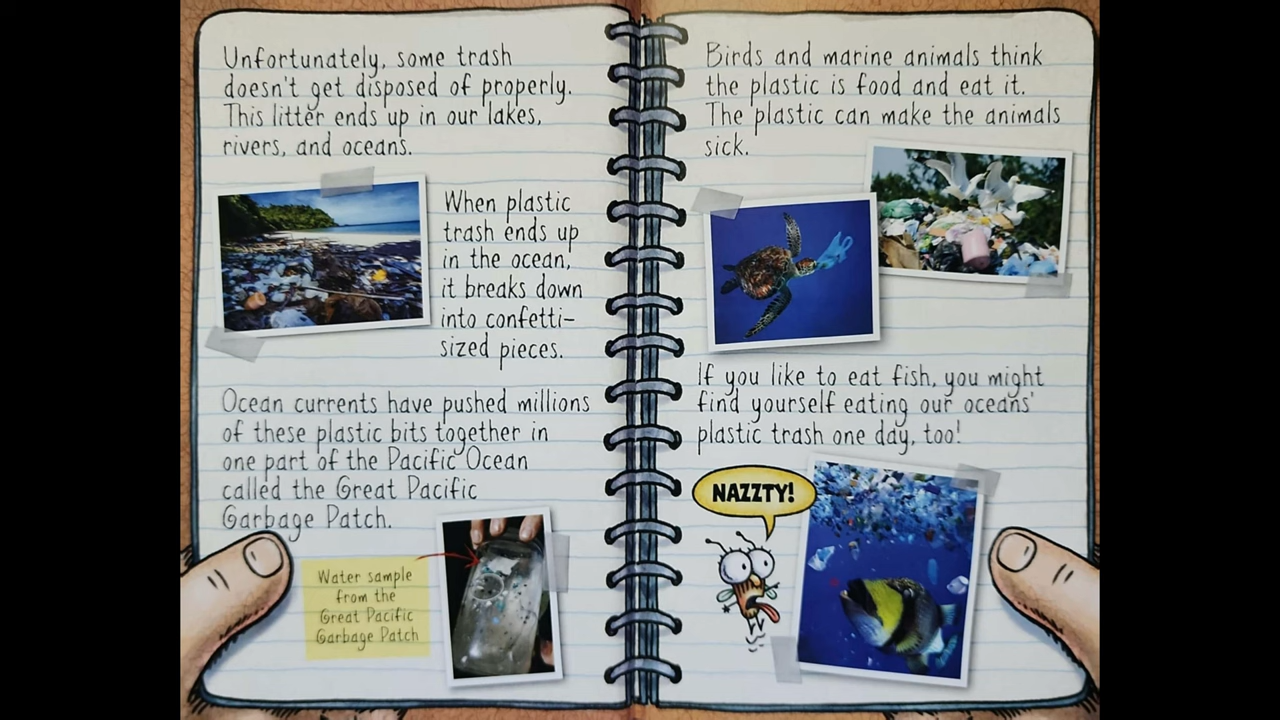 Unfortunately, some trash
doesn't get disposed of properly.
This litter ends up in our lakes,
rivers, and oceans.
When plastic
trash ends up
in the ocean,
it breaks down
into confetti-
sized pieces.
Ocean currents have pushed millions
of these plastic bits together in
one part of the Pacific Ocean
called the Great Pacific
Garbage Patch.
Water sample
from the
Great Pacific
Garbage Patch
Birds and marine animals think
the plastic is food and eat it.
The plastic can make the animals
sick.
If you like to eat fish, you might
find yourself eating our oceans'
plastic trash one day, too!
NAZZTY!